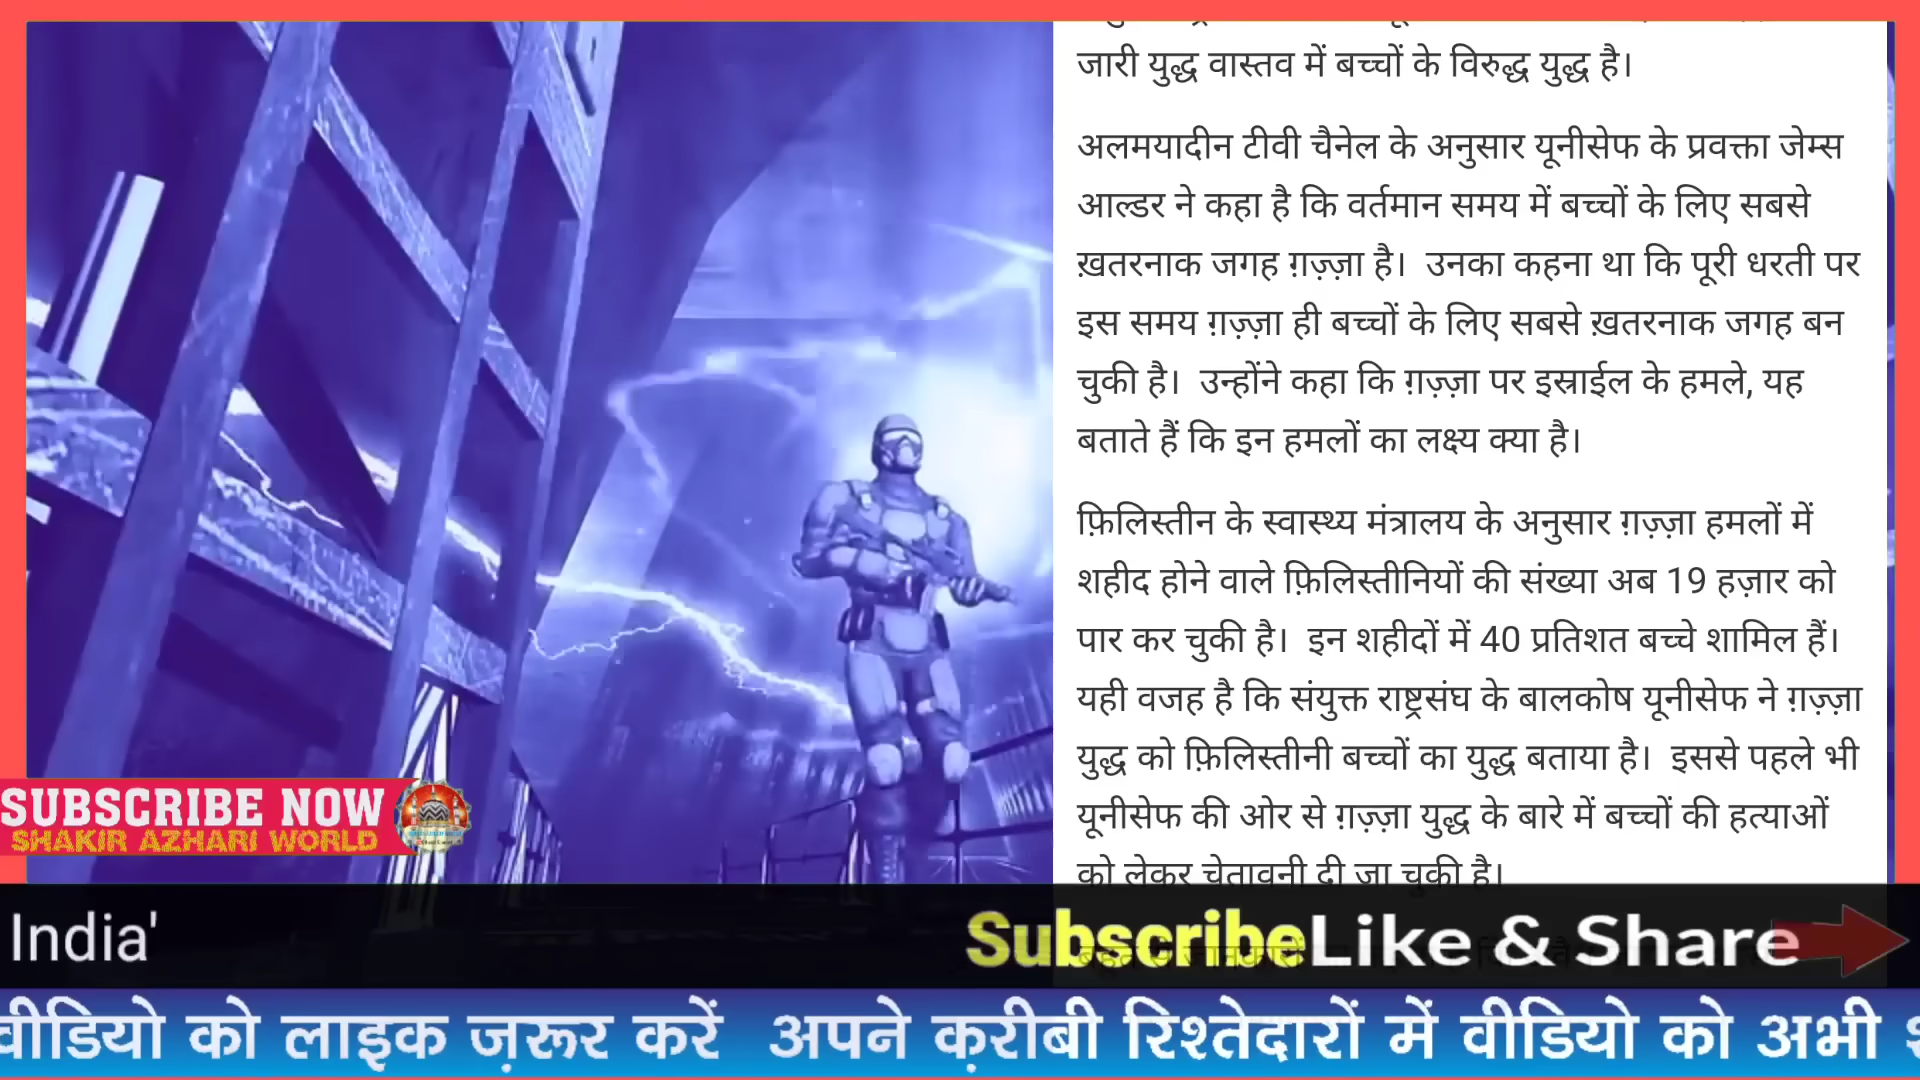 जारी युद्ध वास्तव में बच्चों के विरुद्ध युद्ध है।
अलमयादीन टीवी चैनेल के अनुसार यूनीसेफ के प्रवक्ता जेम्स
आल्डर ने कहा है कि वर्तमान समय में बच्चों के लिए सबसे
ख़तरनाक जगह ग़ज़्ज़ा है। उनका कहना था कि पूरी धरती पर
इस समय ग़ज़्ज़ा ही बच्चों के लिए सबसे ख़तरनाक जगह बन
चुकी है। उन्होंने कहा कि ग़ज़्ज़ा पर इस्राईल के हमले, यह
बताते हैं कि इन हमलों का लक्ष्य क्या है।
फ़िलिस्तीन के स्वास्थ्य मंत्रालय के अनुसार ग़ज़्ज़ा हमलों में
शहीद होने वाले फ़िलिस्तीनियों की संख्या अब 19 हज़ार को
पार कर चुकी है। इन शहीदों में 40 प्रतिशत बच्चे शामिल हैं।
यही वजह है कि संयुक्त राष्ट्रसंघ के बालकोष यूनीसेफ ने ग़ज़्ज़ा
युद्ध को फ़िलिस्तीनी बच्चों का युद्ध बताया है। इससे पहले भी
यूनीसेफ की ओर से ग़ज़्ज़ा युद्ध के बारे में बच्चों की हत्याओं
को लेकर चेतावनी दी जा चुकी है।
SUBSCRIBE NOW
SHAKIR AZHARI WORLD
India'
Subscribe Like & Share
वीडियो को लाइक ज़रूर करें अपने क़रीबी रिश्तेदारों में वीडियो को अभी